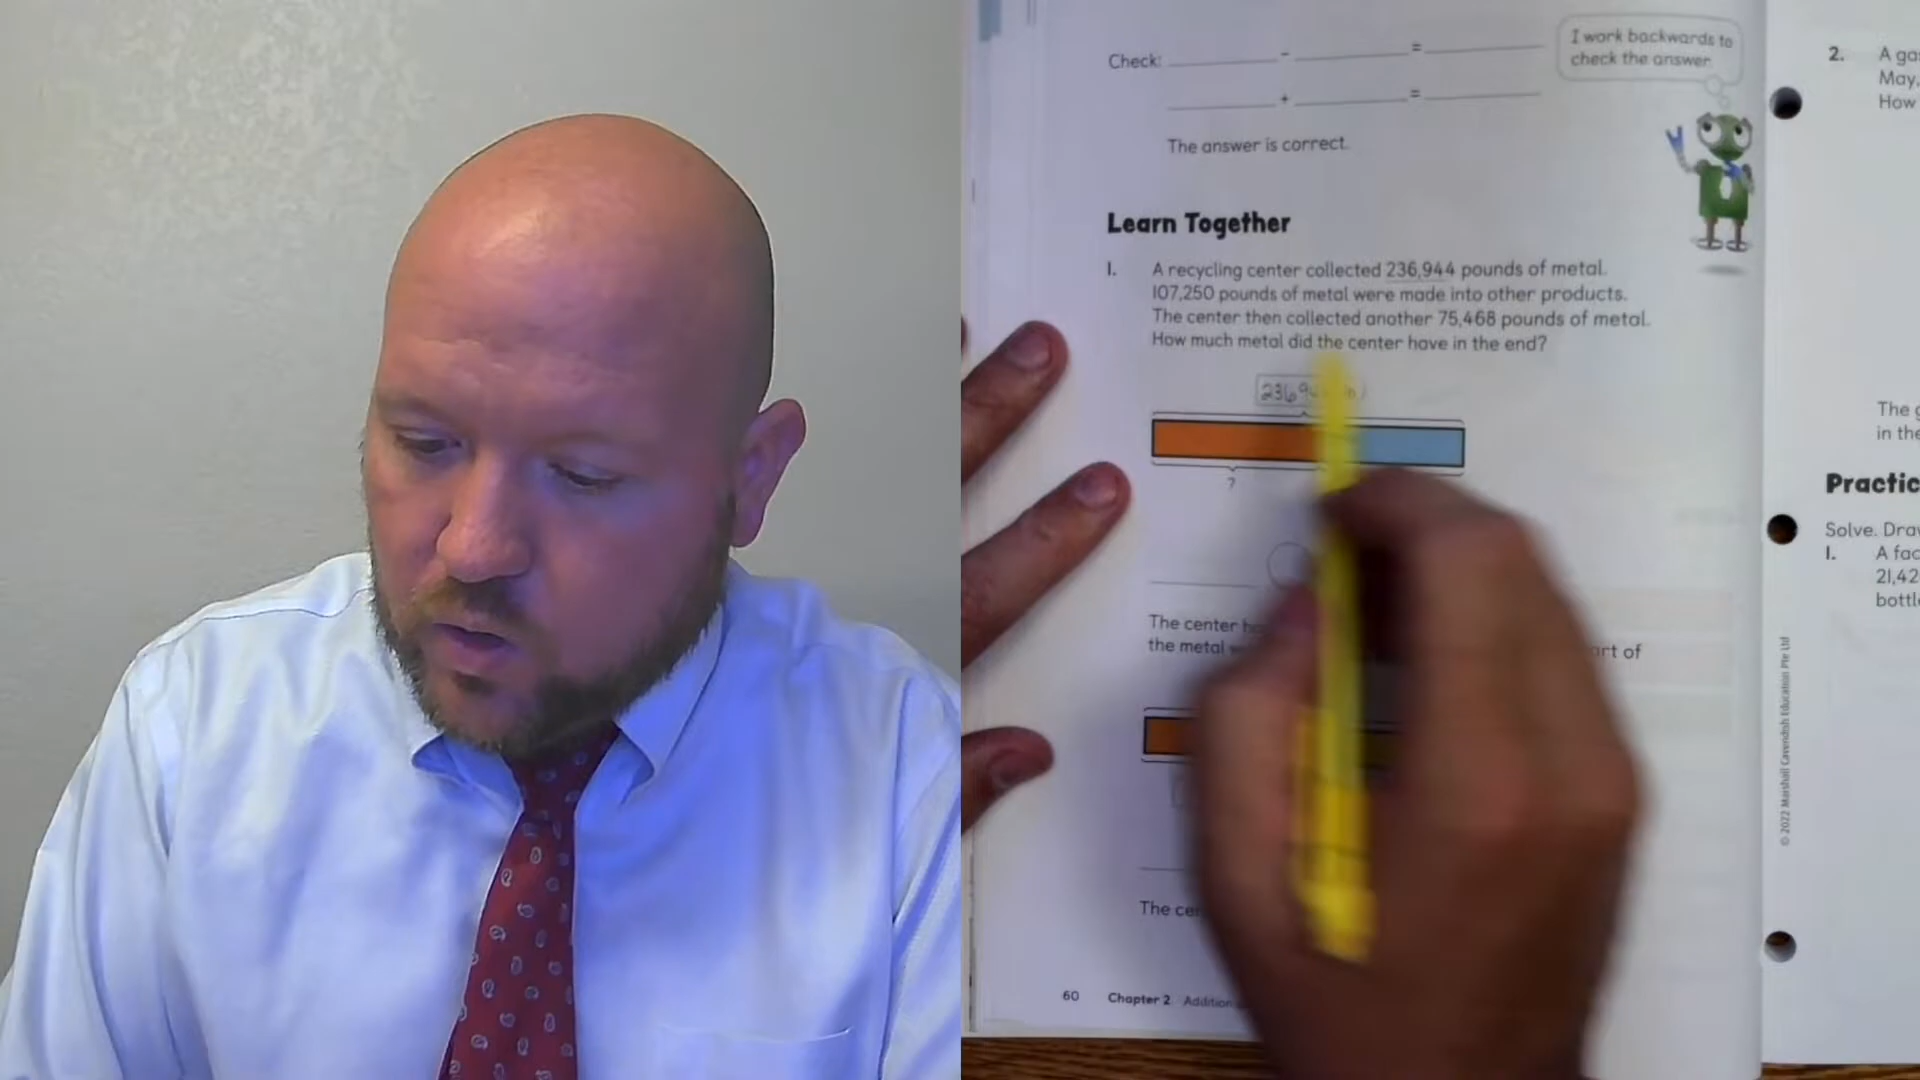 Check: - =
+ =
I work backwards to
check the answer
The answer is correct.
Learn Together
1. A recycling center collected 236,944 pounds of metal.
107,250 pounds of metal were made into other products.
The center then collected another 75,468 pounds of metal.
How much metal did the center have in the end?
2369
?
The center
the metal
art of
The
60 Chapter 2 Addition
2. A
May,
How
The
in the
Practic
Solve. Dra
1. A fac
21,42
bottl
© 2022 Marshall Cavendish Education Pte Ltd